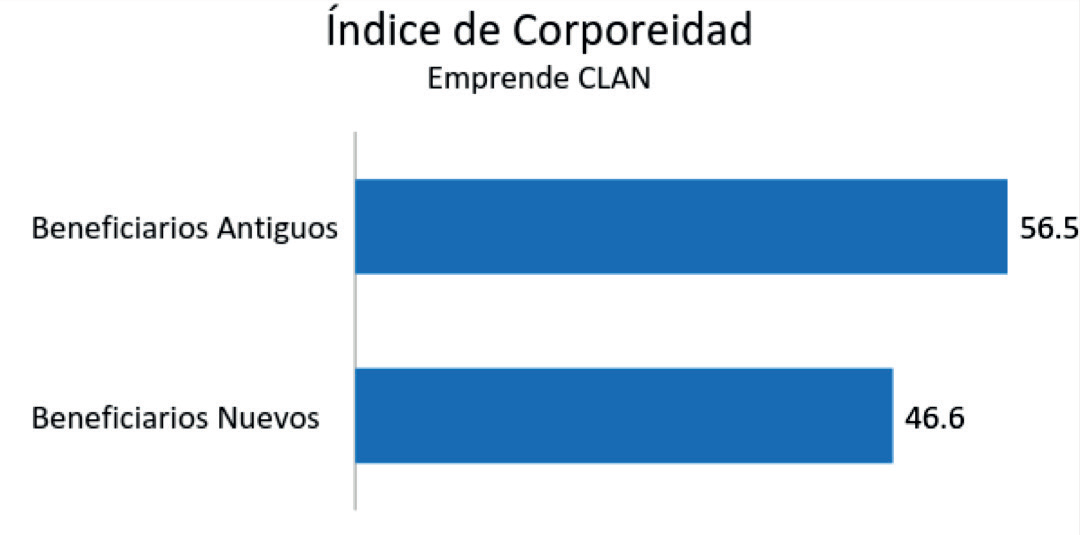 Índice de Corporeidad
Emprende CLAN
Beneficiarios Antiguos 56.5
Beneficiarios Nuevos 46.6